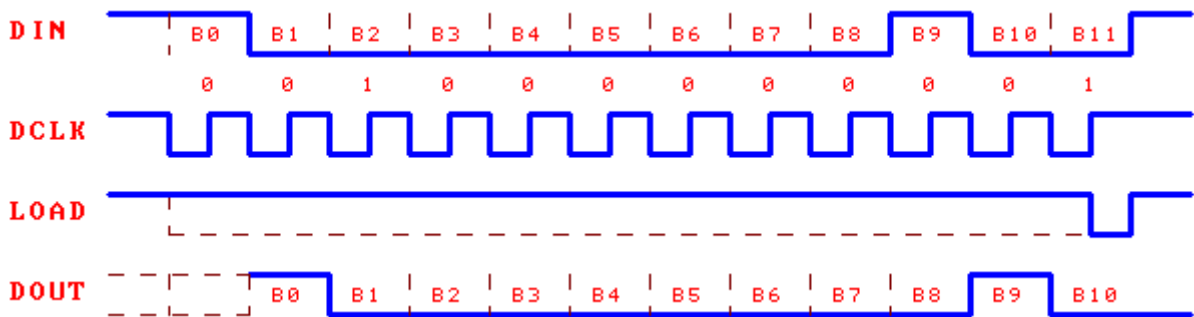 DIN B0 B1 B2 B3 B4 B5 B6 B7 B8 B9 B10 B11
0 0 1 0 0 0 0 0 0 0 0 1
DCLK
LOAD
DOUT B0 B1 B2 B3 B4 B5 B6 B7 B8 B9 B10